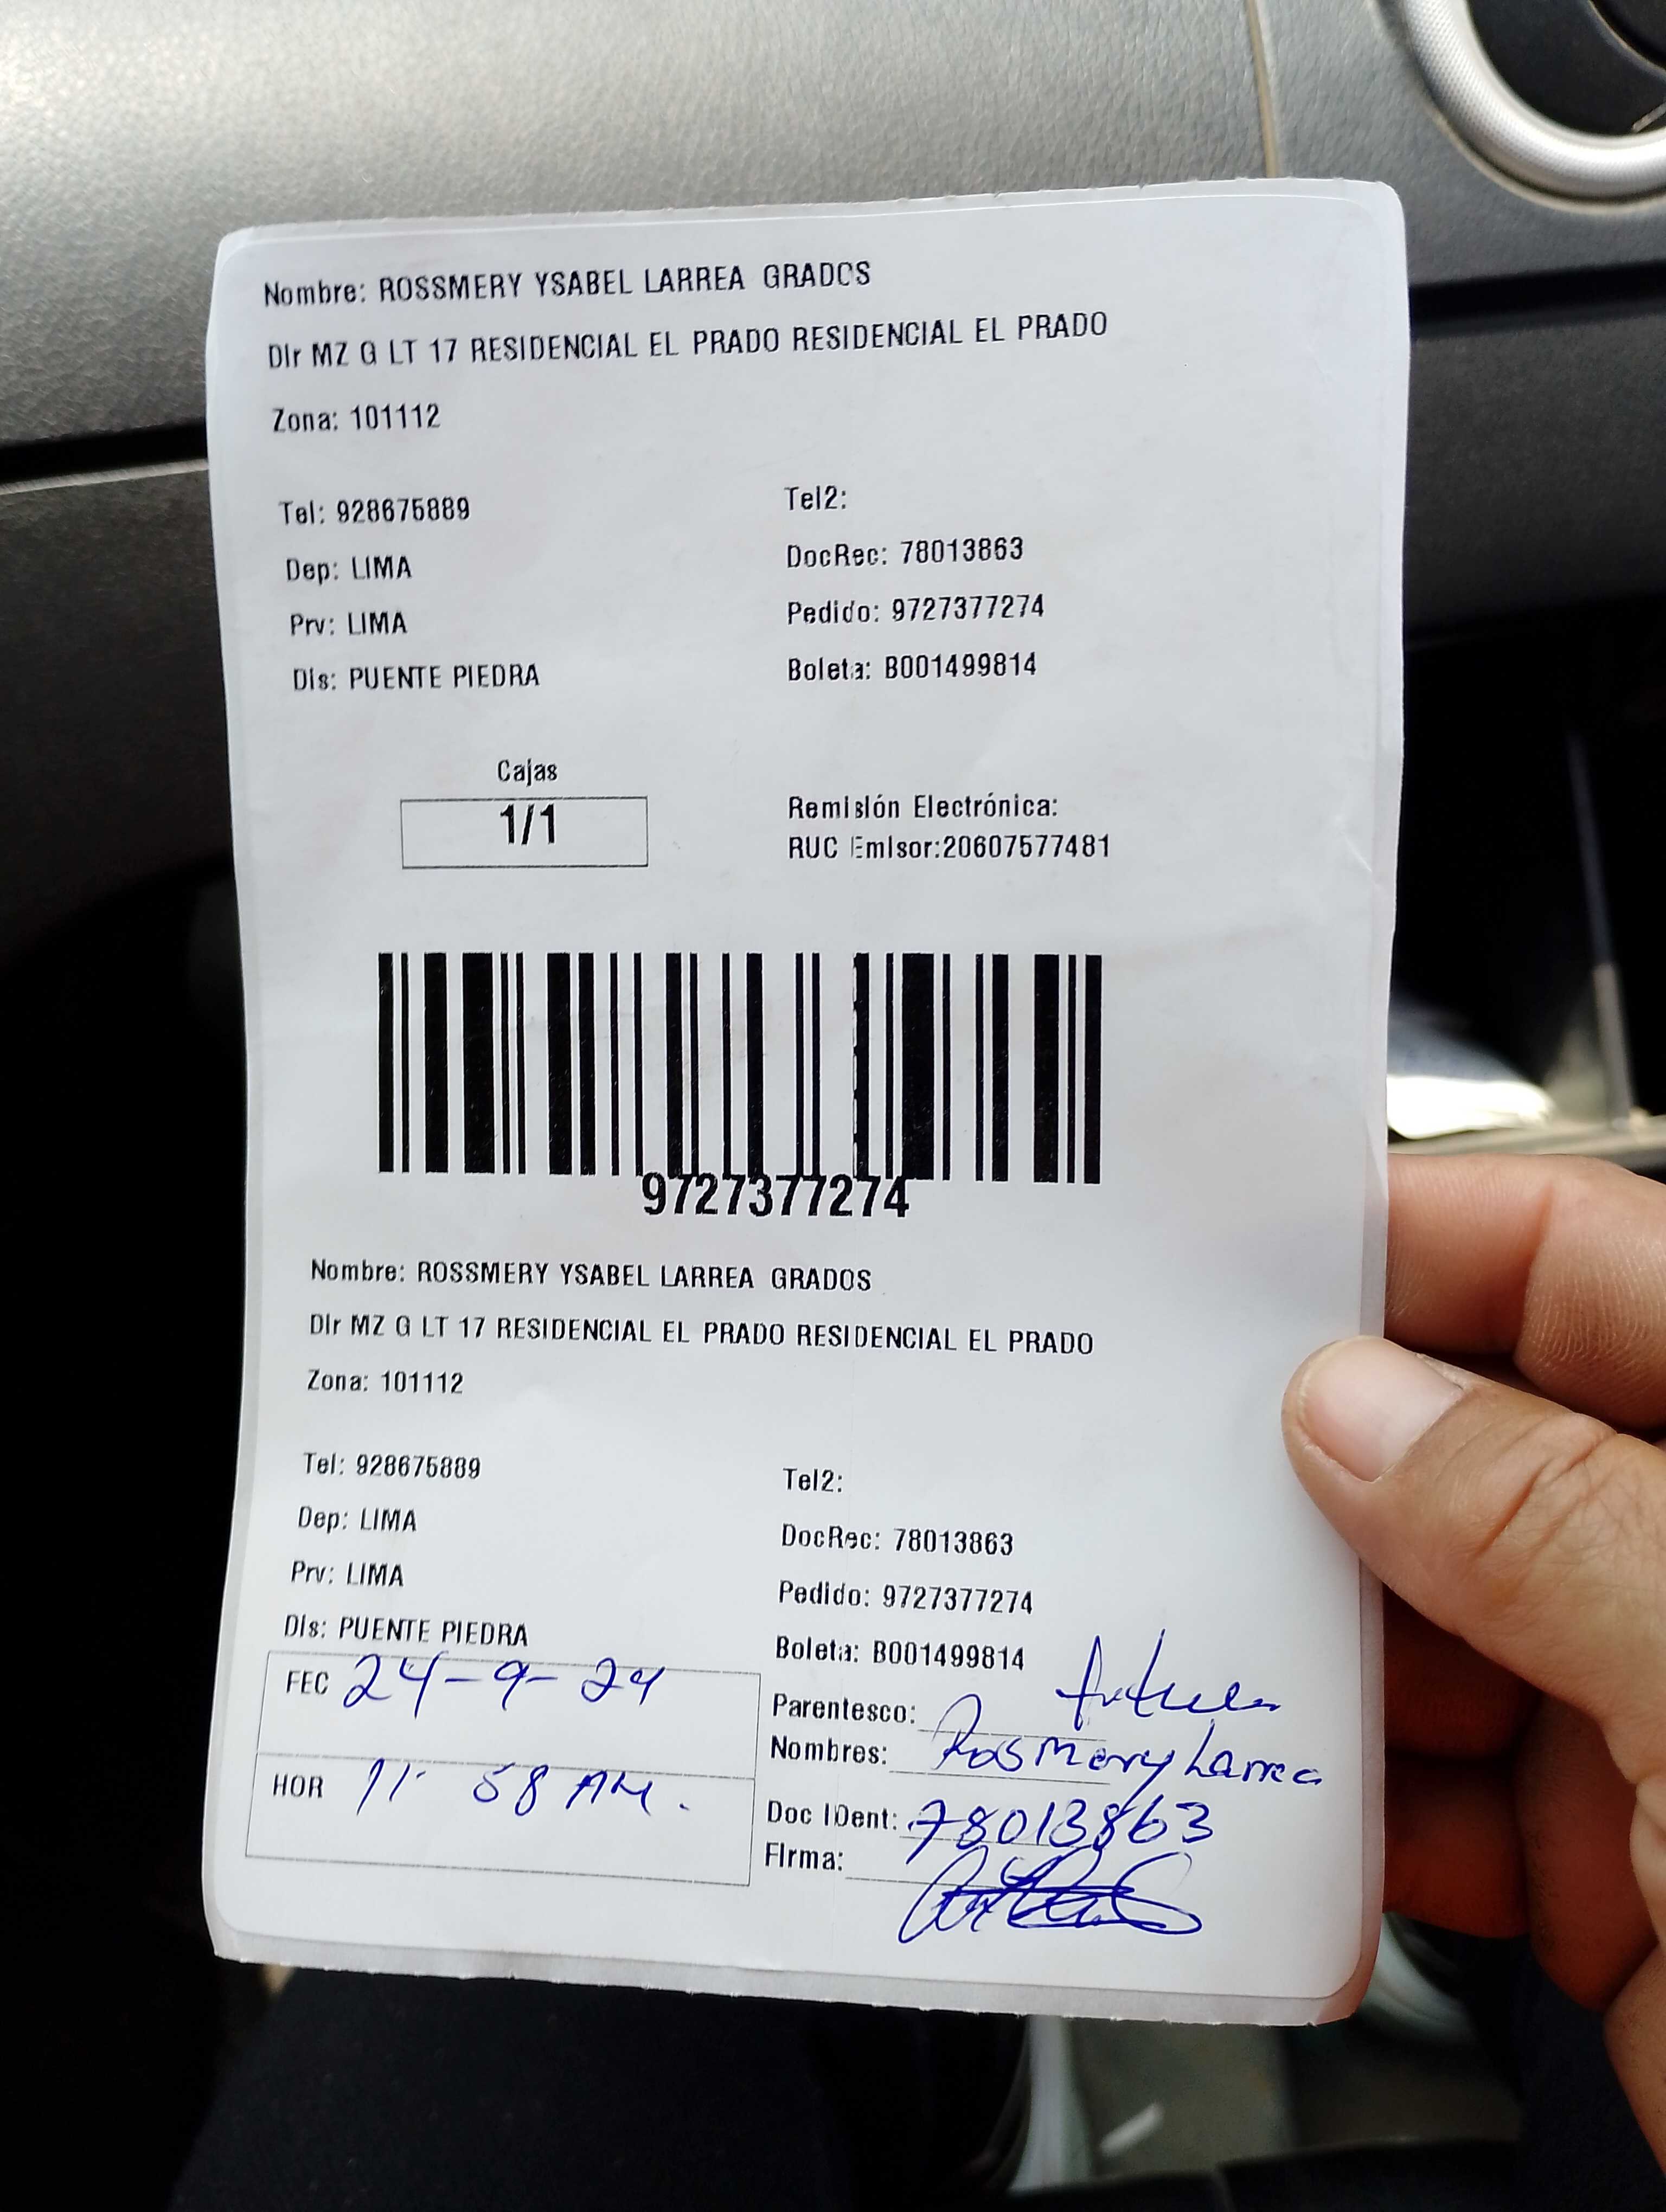 Nombre: ROSSMERY YSABEL LARREA GRADOS
Dir MZ G LT 17 RESIDENCIAL EL PRADO RESIDENCIAL EL PRADO
Zona: 101112
Tel: 928675889 Tel2:
Dep: LIMA DocRec: 78013863
Prv: LIMA Pedido: 9727377274
Dis: PUENTE PIEDRA Boleta: B001499814
Cajas
1/1
Remisión Electrónica:
RUC Emisor:20607577481
9727377274
Nombre: ROSSMERY YSABEL LARREA GRADOS
Dir MZ G LT 17 RESIDENCIAL EL PRADO RESIDENCIAL EL PRADO
Zona: 101112
Tel: 928675889 Tel2:
Dep: LIMA DocRec: 78013863
Prv: LIMA Pedido: 9727377274
Dis: PUENTE PIEDRA Boleta: B001499814
FEC 24-9-24
HOR 11 58 AM.
Parentesco:
Nombres: RosMery Larrea
Doc IDent: 78013863
Firma: